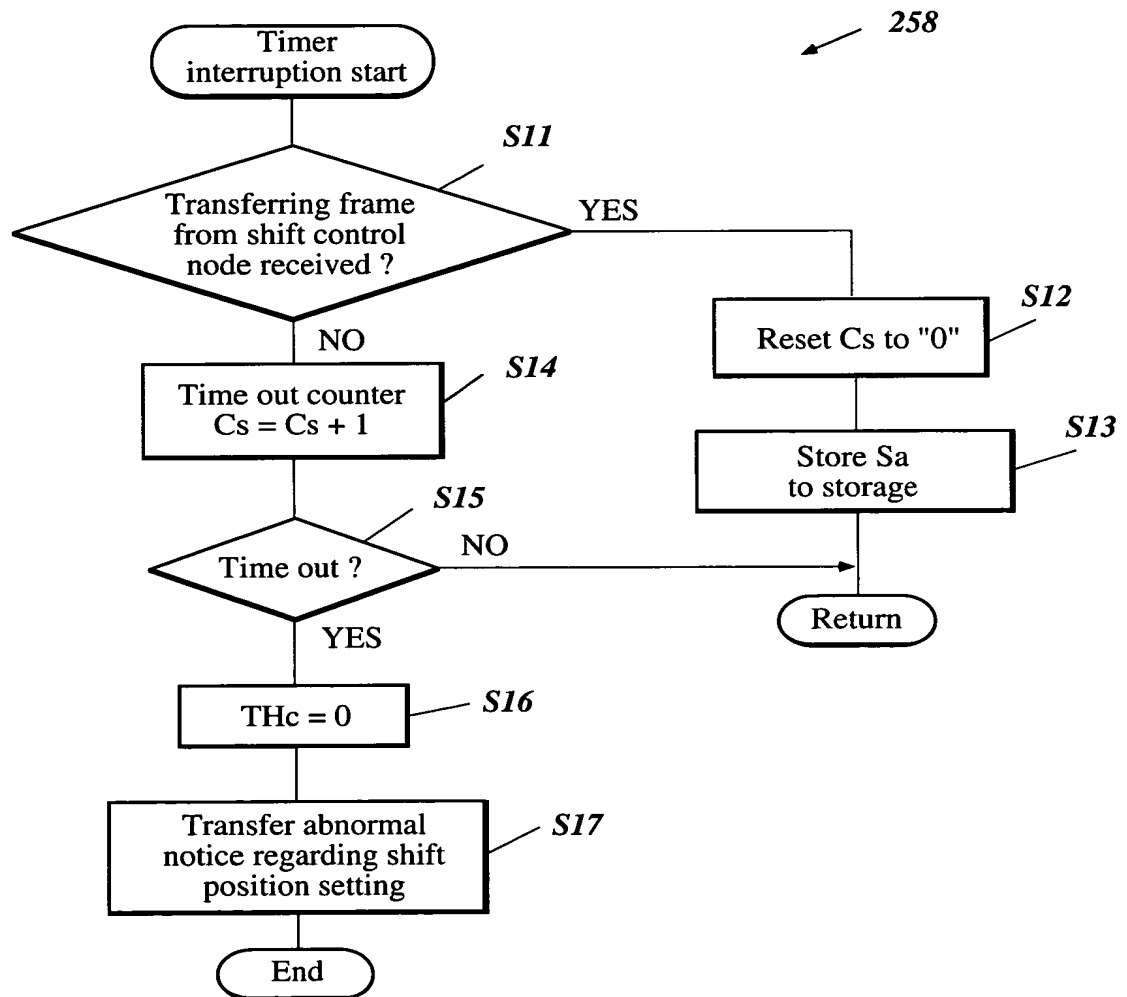 258
Timer
interruption start
S11
Transferring frame
from shift control
node received ?
YES
NO
S12
Reset Cs to "0"
S14
Time out counter
Cs = Cs + 1
S13
Store Sa
to storage
S15
Time out ?
NO
YES
Return
S16
THc = 0
S17
Transfer abnormal
notice regarding shift
position setting
End